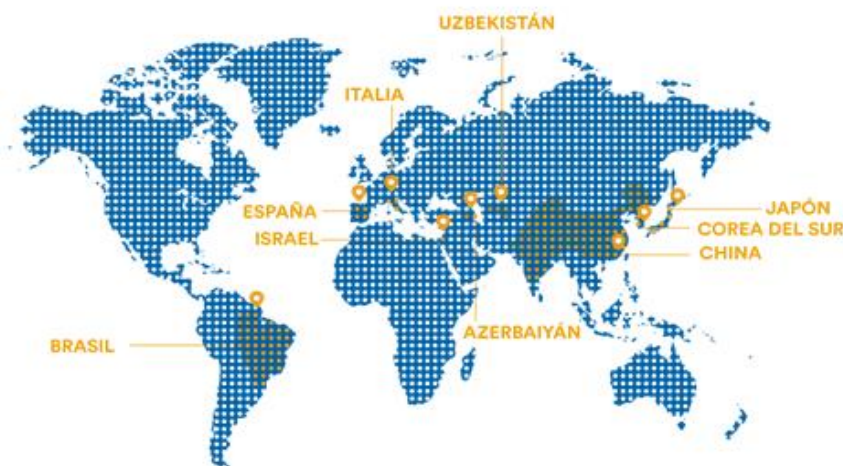 UZBEKISTÁN
ITALIA
ESPAÑA
JAPÓN
COREA DEL SUR
ISRAEL
CHINA
AZERBAIYÁN
BRASIL